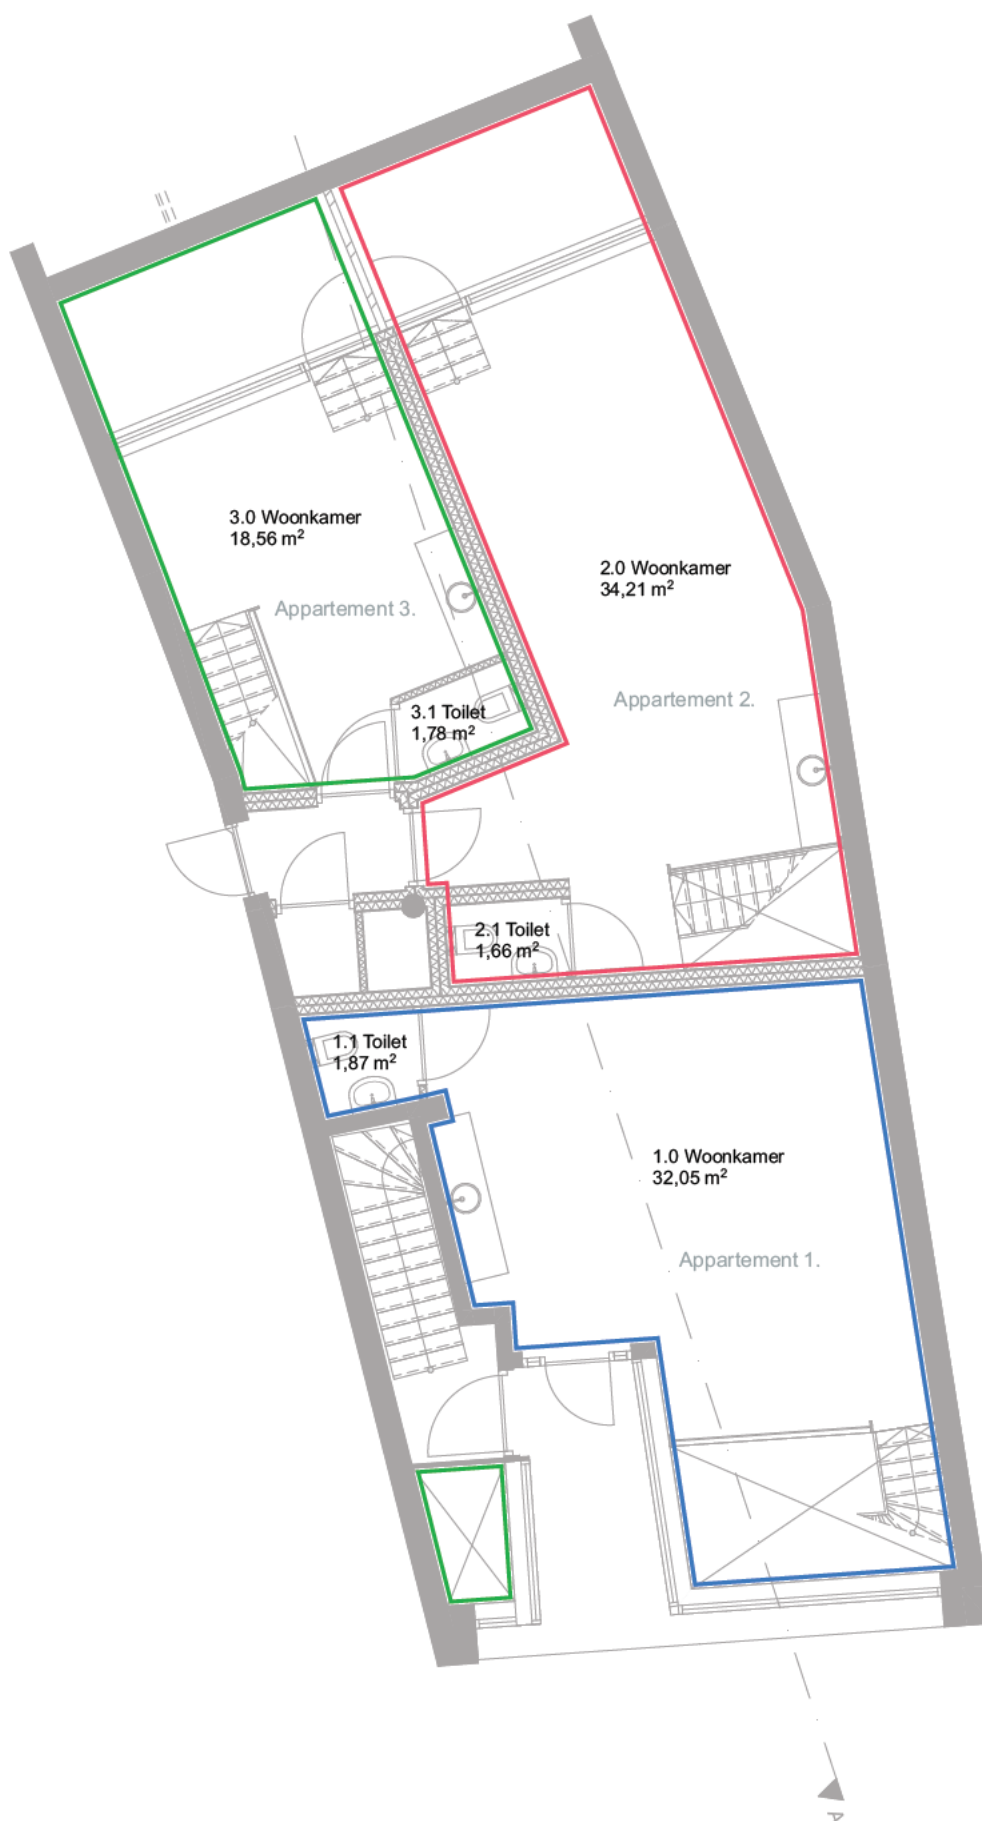 3.0 Woonkamer
18,56 m²
2.0 Woonkamer
34,21 m²
Appartement 3.
Appartement 2.
3.1 Toilet
1,78 m²
2.1 Toilet
1,66 m²
1.1 Toilet
1,87 m²
1.0 Woonkamer
32,05 m²
Appartement 1.
A